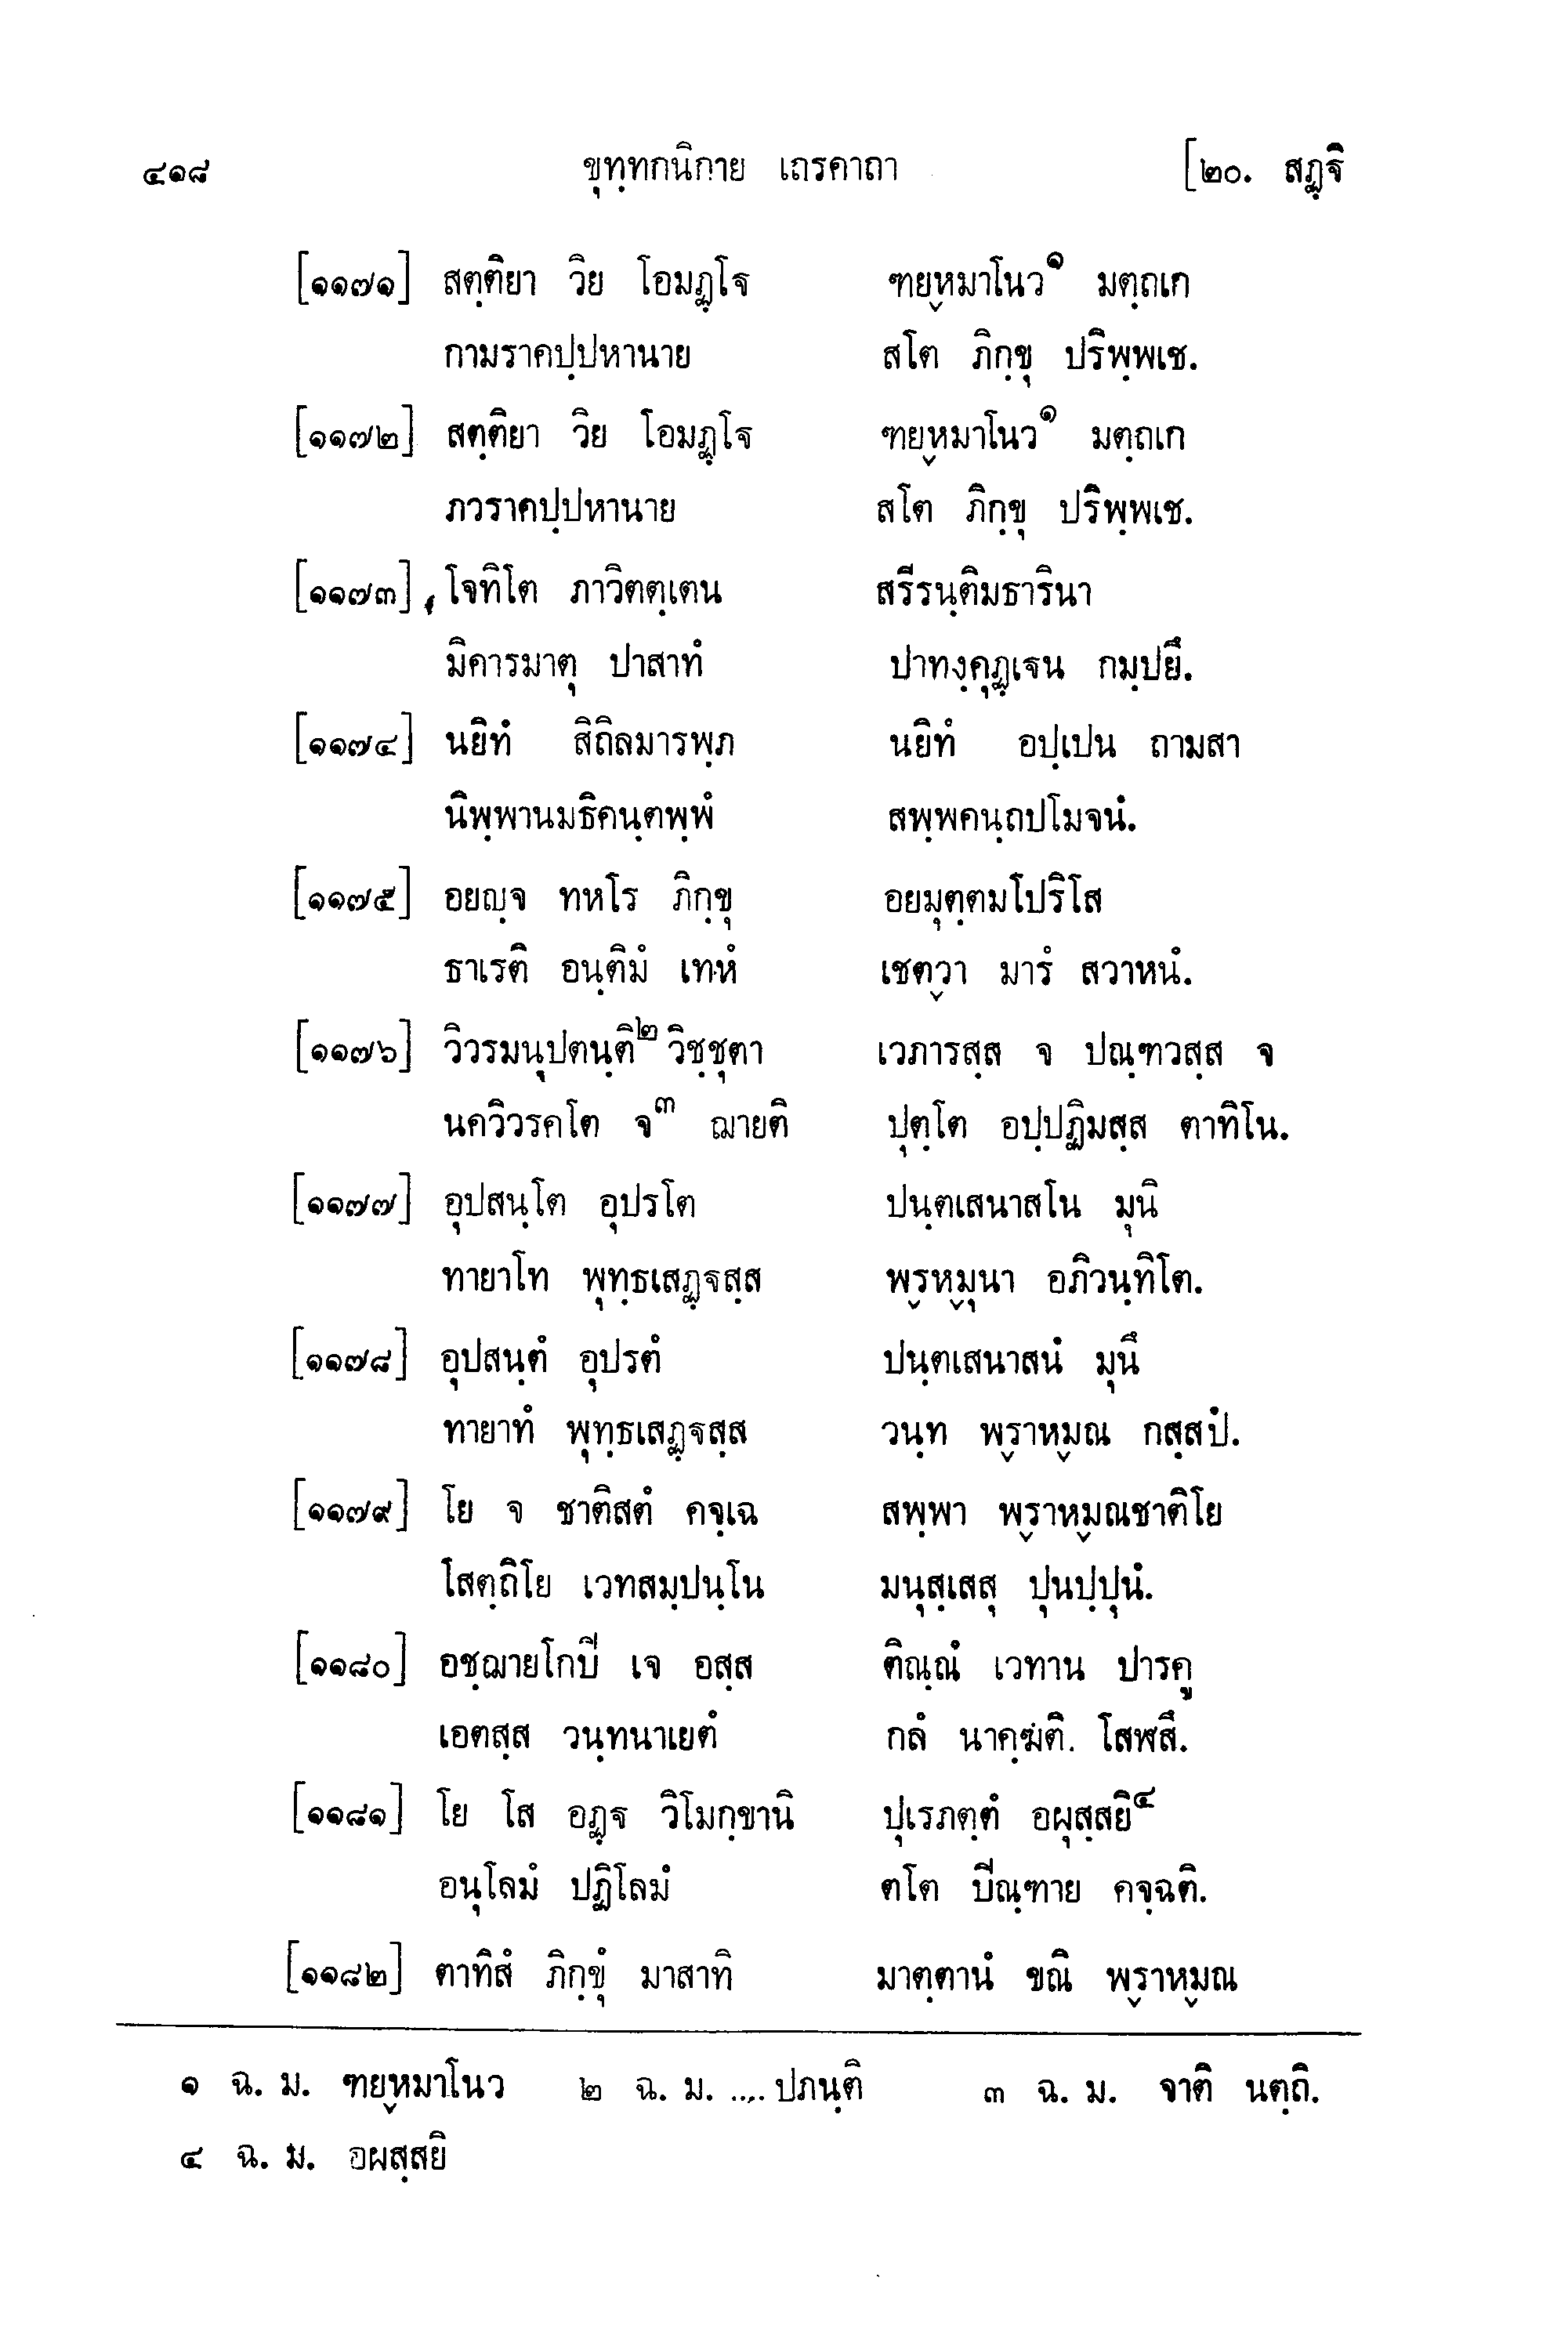 ๔๑๘ ขุทฺทกนิกาย เถรคาถา [๒๐. สฏฺฐิ
[๑๑๗๑] สตฺติยา วิย โอมฏฺโฐ ฑยฺหมาโนว๑ มตฺถเก
กามราคปฺปหานาย สโต ภิกฺขุ ปริพฺพเช.
[๑๑๗๒] สตฺติยา วิย โอมฏฺโฐ ฑยฺหมาโนว๑ มตฺถเก
ภวราคปฺปหานาย สโต ภิกฺขุ ปริพฺพเช.
[๑๑๗๓] โจทิโต ภาวิตตฺเตน สรีรนฺติมธารินา
มิคารมาตุ ปาสาทํ ปาทงฺคุฏฺเฐน กมฺปยึ.
[๑๑๗๔] นยิทํ สิถิลมารพฺภ นยิทํ อปฺเปน ถามสา
นิพฺพานมธิคนฺตพฺพํ สพฺพคนฺถปโมจนํ.
[๑๑๗๕] อยญฺจ ทหโร ภิกฺขุ อยมุตฺตมโปริโส
ธาเรติ อนฺติมํ เทหํ เชตฺวา มารํ สวาหนํ.
[๑๑๗๖] วิวรมนุปตนฺติ๒ วิชฺชุตา เวภารสฺส จ ปณฺฑวสฺส จ
นควิวรคโต จ๓ ฌายติ ปุตฺโต อปฺปฏิมสฺส ตาทิโน.
[๑๑๗๗] อุปสนฺโต อุปรโต ปนฺตเสนาสโน มุนิ
ทายาโท พุทฺธเสฏฺฐสฺส พฺรหฺมุนา อภิวนฺทิโต.
[๑๑๗๘] อุปสนฺตํ อุปรตํ ปนฺตเสนาสนํ มุนึ
ทายาทํ พุทฺธเสฏฺฐสฺส วนฺท พฺราหฺมณ กสฺสปํ.
[๑๑๗๙] โย จ ชาติสตํ คจฺเฉ สพฺพา พฺราหฺมณชาติโย
โสตฺถิโย เวทสมฺปนฺโน มนุสฺเสสุ ปุนปฺปุนํ.
[๑๑๘๐] อชฺฌายโกปิ เจ อสฺส ติณฺณํ เวทาน ปารคู
เอตสฺส วนฺทนาเยตํ กลํ นาคฺฆํติ. โสฬสึ.
[๑๑๘๑] โย โส อฏฺฐ วิโมกฺขานิ ปุเรภตฺตํ อผุสฺสยิ๔
อนุโลมํ ปฏิโลมํ ตโต ปิณฺฑาย คจฺฉติ.
[๑๑๘๒] ตาทิสํ ภิกฺขุํ มาสาทิ มาตฺตานํ ขณิ พฺราหฺมณ
๑ ฉ. ม. ฑยฺหมาโนว ๒ ฉ. ม. ....ปภนฺติ ๓ ฉ. ม. จาติ นตฺถิ.
๔ ฉ. ม. อผสฺสยิ